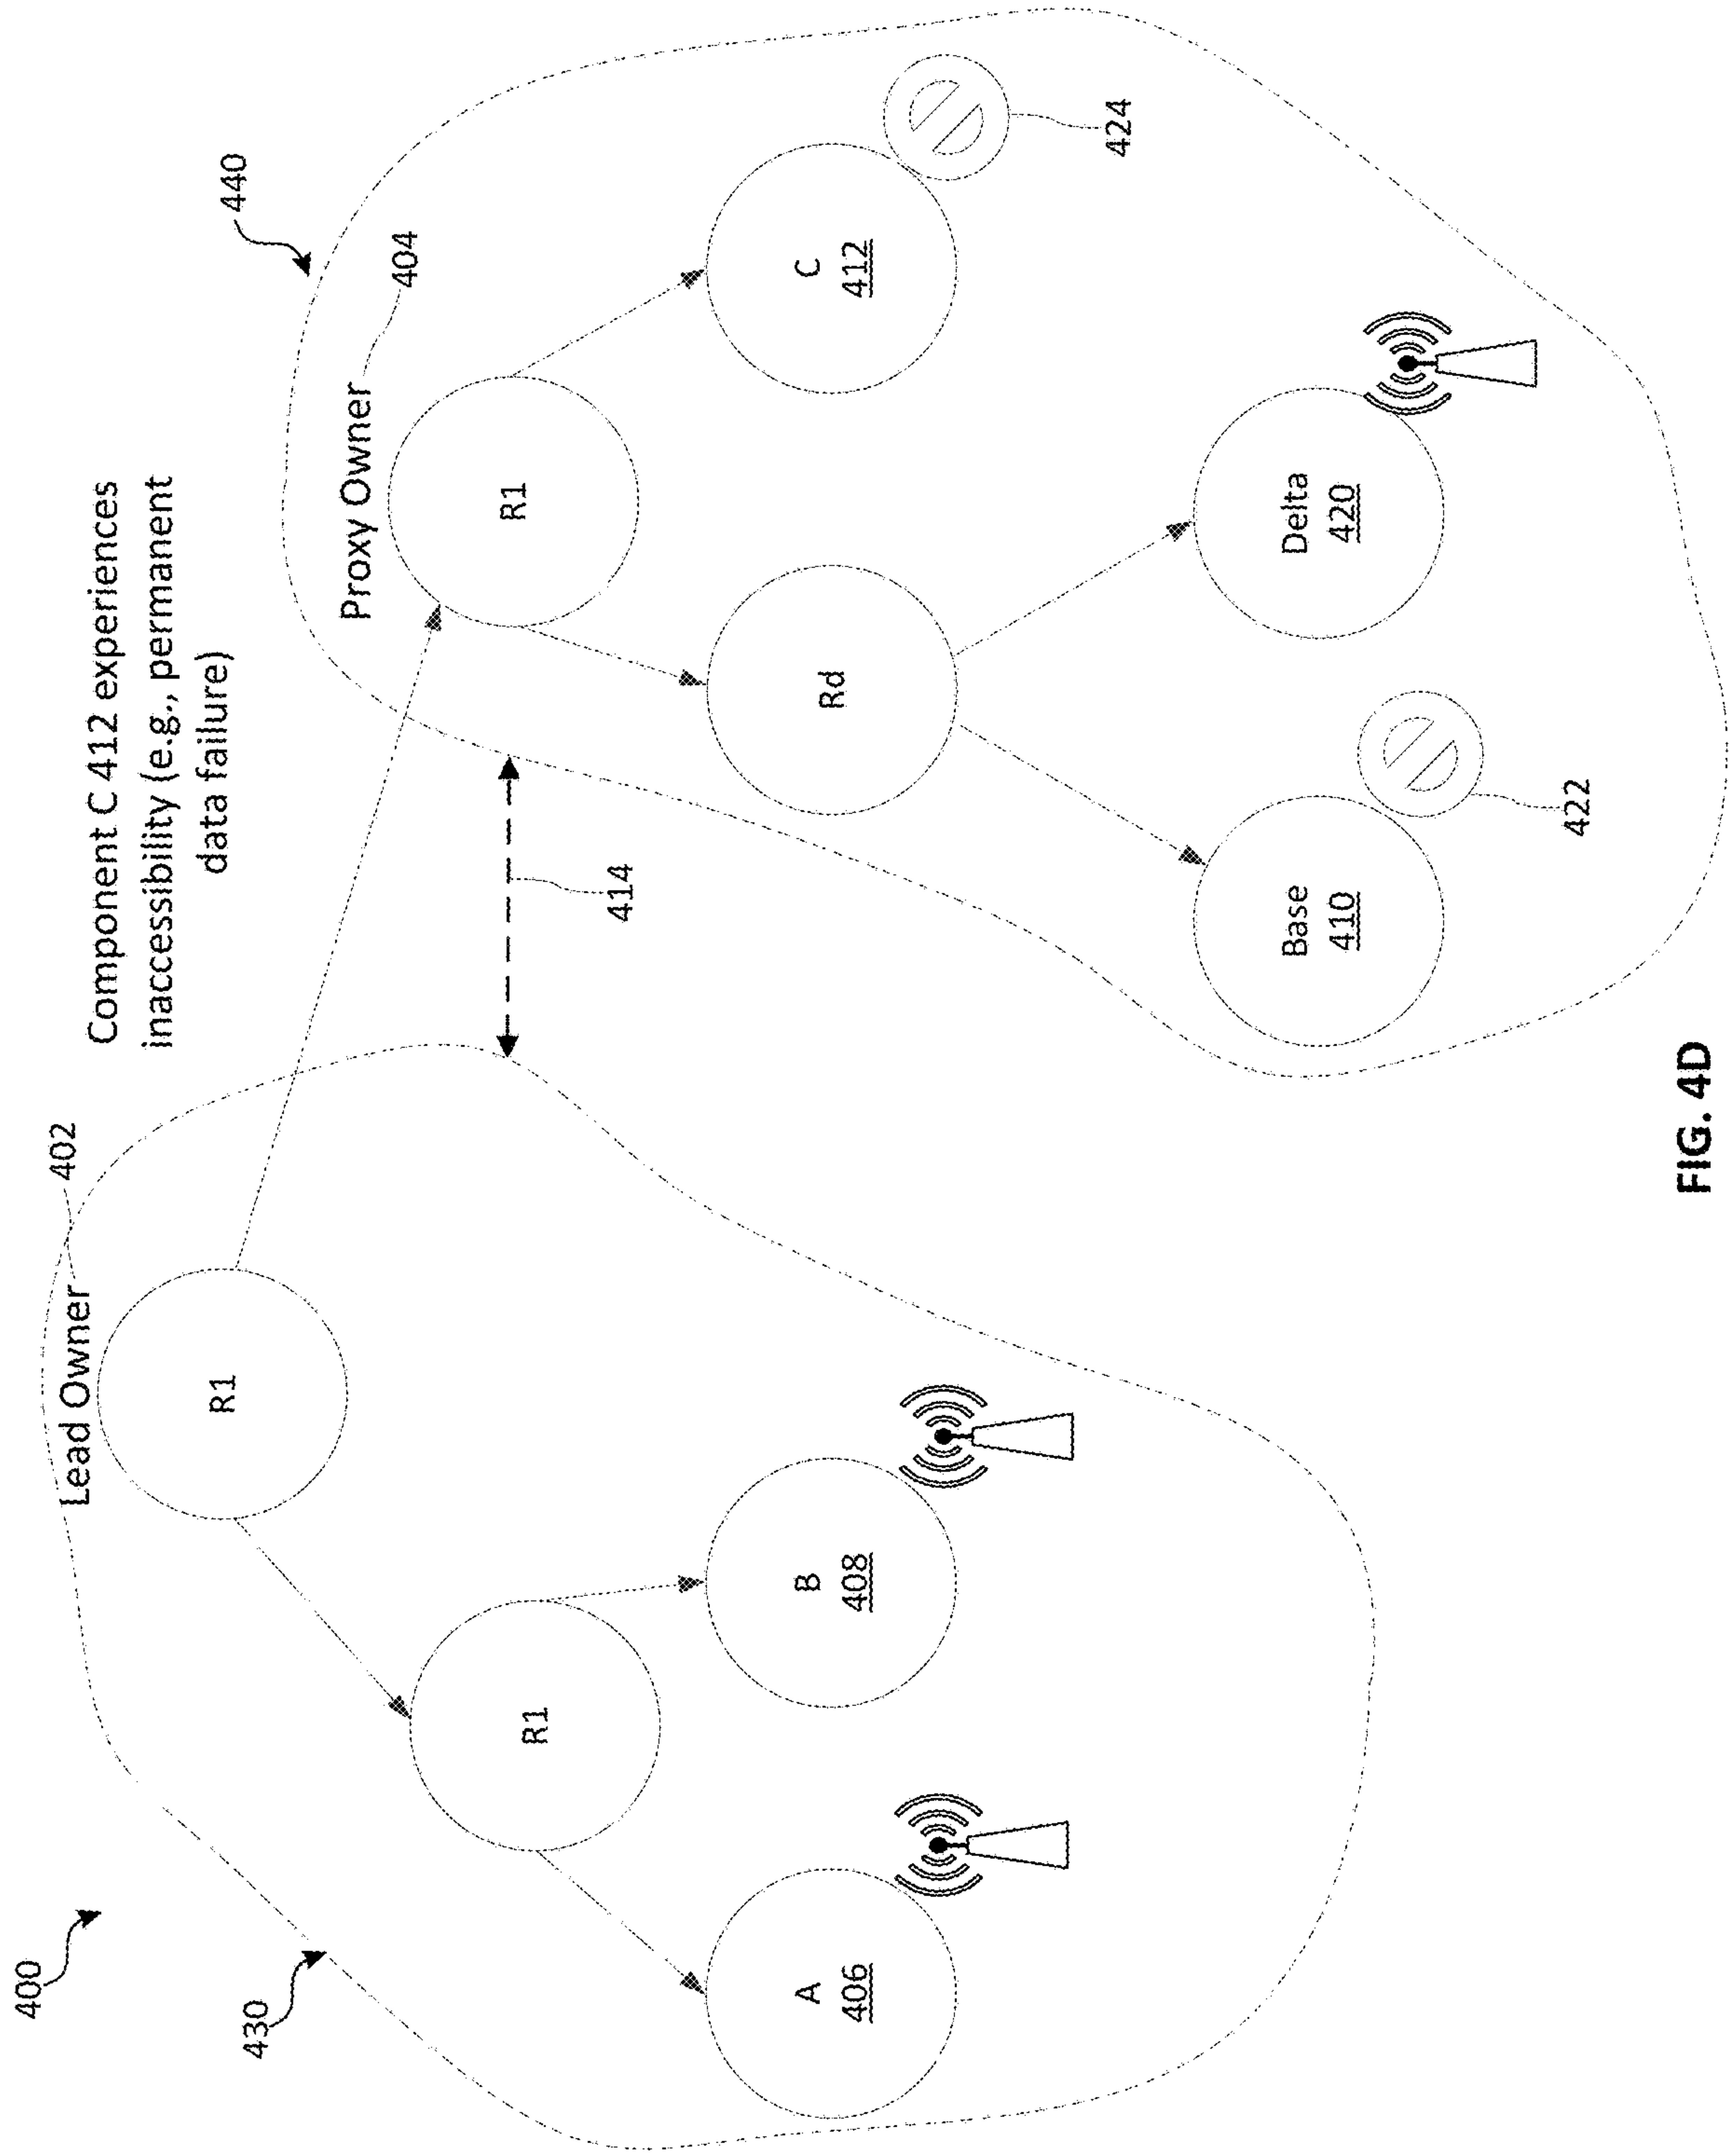 400
430
Lead Owner
402
Component C 412 experiences
inaccessibility (e.g., permanent
data failure)
440
Proxy Owner
404
R1
R1
R1
414
A
406
B
408
Rd
C
412
424
Base
410
Delta
420
422
FIG. 4D